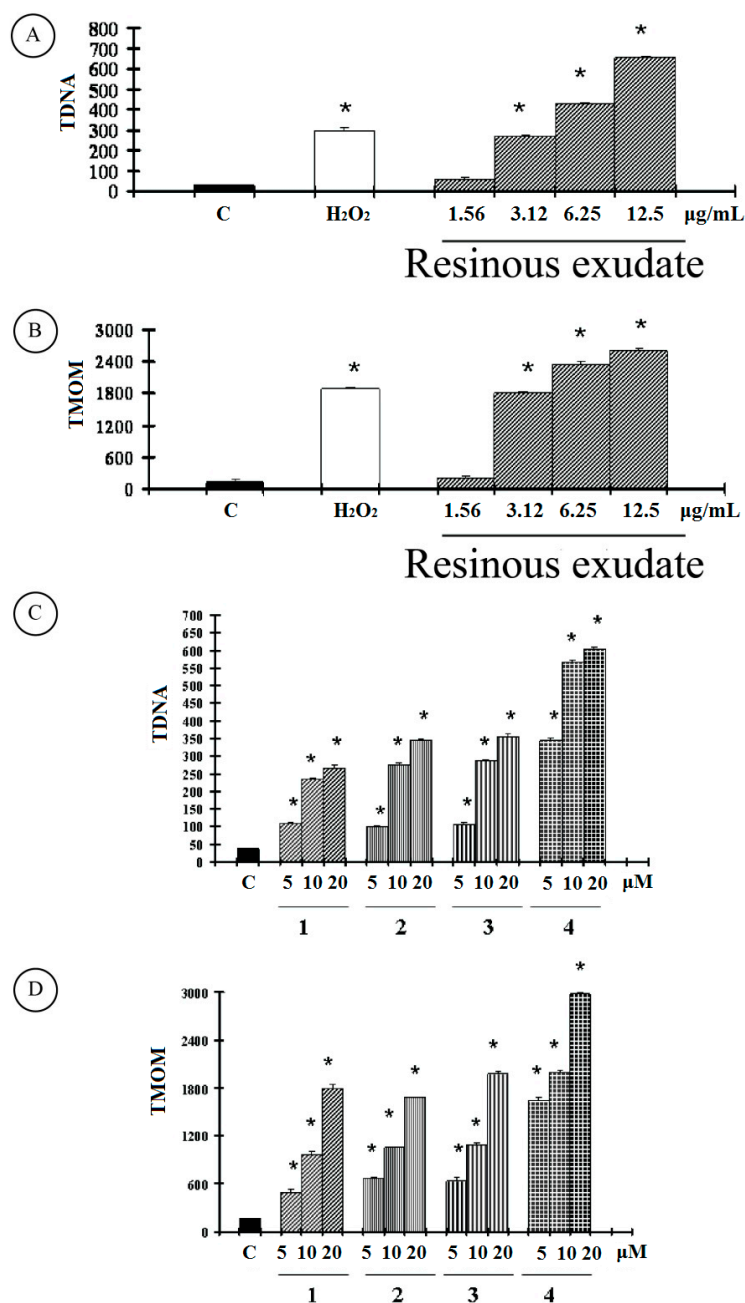 A
TDNA
800
700
600
500
400
300
200
100
0
*
*
*
*
C
H₂O₂
1.56 3.12 6.25 12.5 μg/mL
Resinous exudate
B
TMOM
3000
2400
1800
1200
600
0
*
*
*
*
C
H₂O₂
1.56 3.12 6.25 12.5 μg/mL
Resinous exudate
C
TDNA
700
650
600
550
500
450
400
350
300
250
200
150
100
50
0
* * *
* * *
* * *
* * *
C 5 10 20 5 10 20 5 10 20 5 10 20 μM
1 2 3 4
D
TMOM
3000
2400
1800
1200
600
0
* * *
* * *
* * *
* * *
C 5 10 20 5 10 20 5 10 20 5 10 20 μM
1 2 3 4